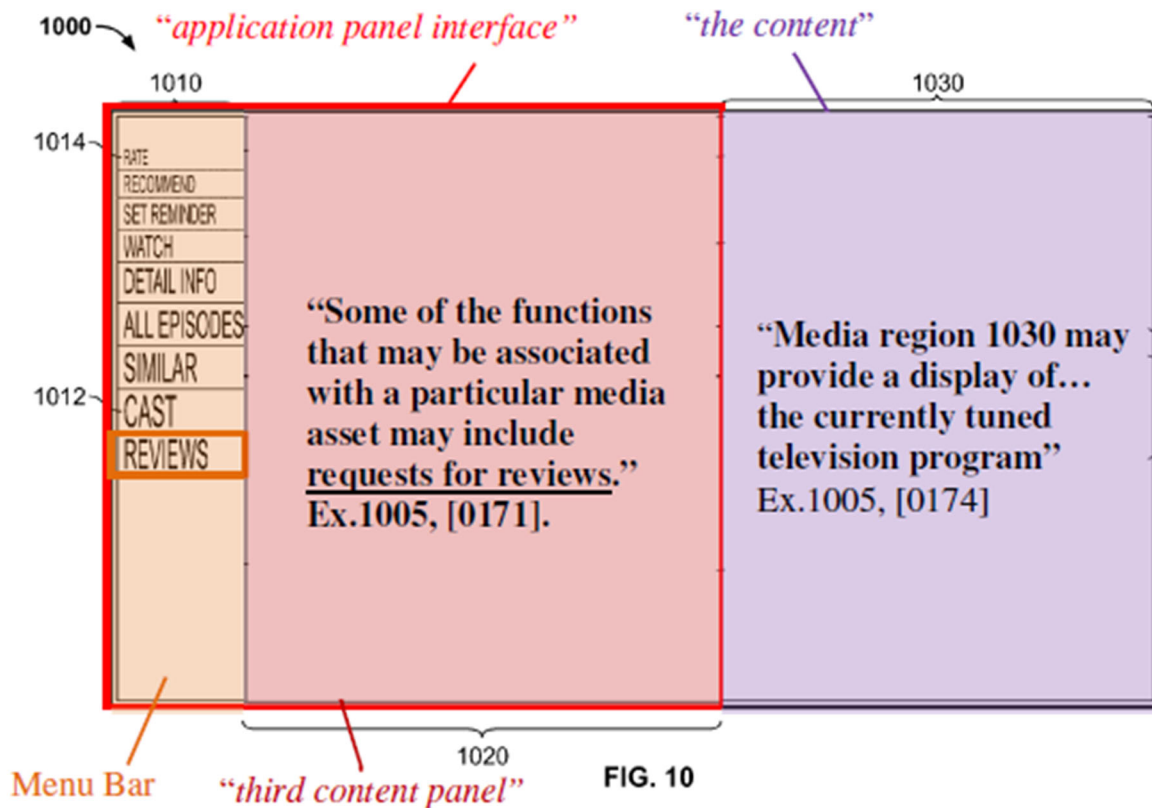 1000 “application panel interface” “the content”
1010 1030
1014
RATE
RECOMMEND
SET REMINDER
WATCH
DETAIL INFO
ALL EPISODES
SIMILAR
1012
CAST
REVIEWS
“Some of the functions
that may be associated
with a particular media
asset may include
requests for reviews.”
Ex.1005, [0171].
“Media region 1030 may
provide a display of…
the currently tuned
television program”
Ex.1005, [0174]
1020
Menu Bar “third content panel” FIG. 10